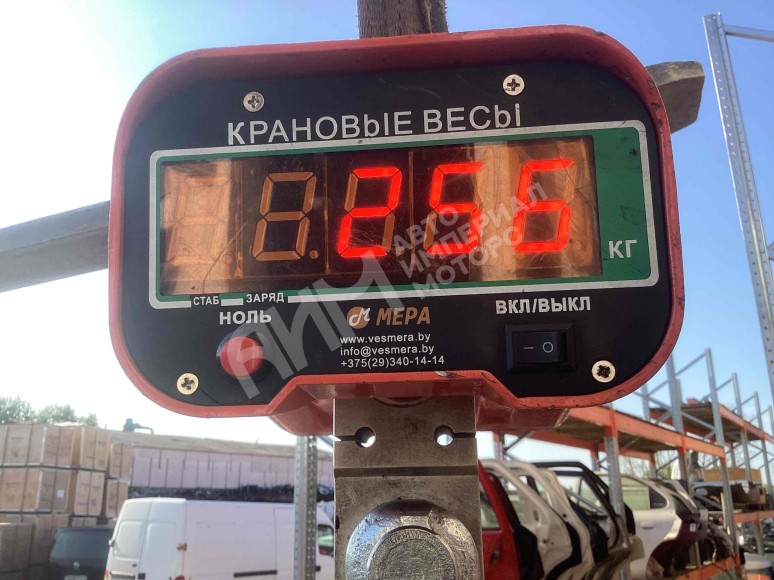 КРАНОВЫЕ ВЕСЫ
256
КГ
СТАБ ЗАРЯД
НОЛЬ
МЕРА
ВКЛ/ВЫКЛ
www.vesmera.by
info@vesmera.by
+375(29)340-14-14
АИМ АВТО
ИМПЕРИАЛ
МОТОРС